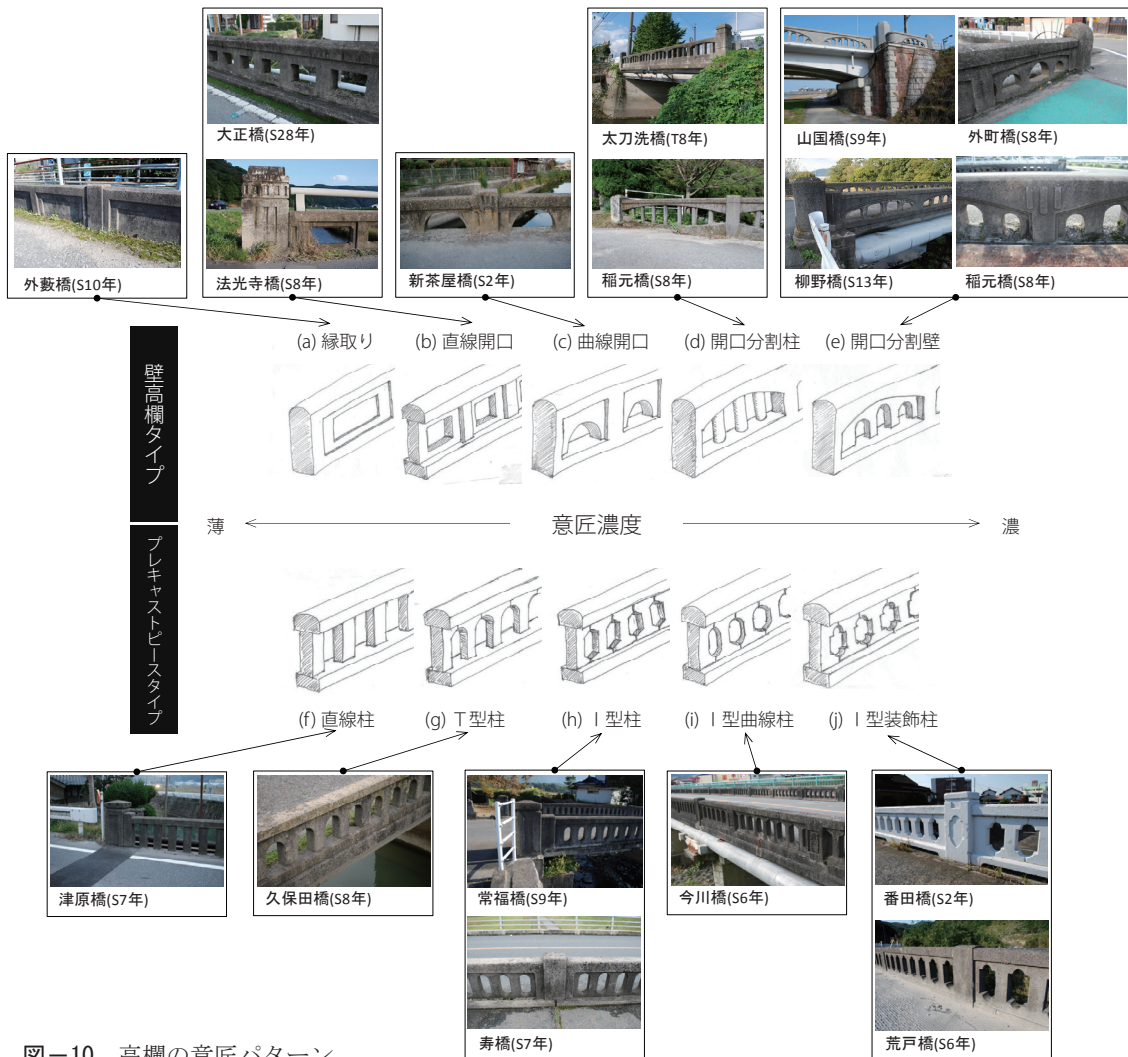 大正橋(S28年)
太刀洗橋(T8年)
山国橋(S9年)
外町橋(S8年)
外藪橋(S10年)
法光寺橋(S8年)
新茶屋橋(S2年)
稲元橋(S8年)
柳野橋(S13年)
稲元橋(S8年)
(a) 縁取り
(b) 直線開口
(c) 曲線開口
(d) 開口分割柱
(e) 開口分割壁
壁高欄タイプ
薄
意匠濃度
濃
プレキャストピースタイプ
(f) 直線柱
(g) T型柱
(h) I型柱
(i) I型曲線柱
(j) I型装飾柱
津原橋(S7年)
久保田橋(S8年)
常福橋(S9年)
今川橋(S6年)
番田橋(S2年)
寿橋(S7年)
荒戸橋(S6年)
図-10 高欄の意匠パターン